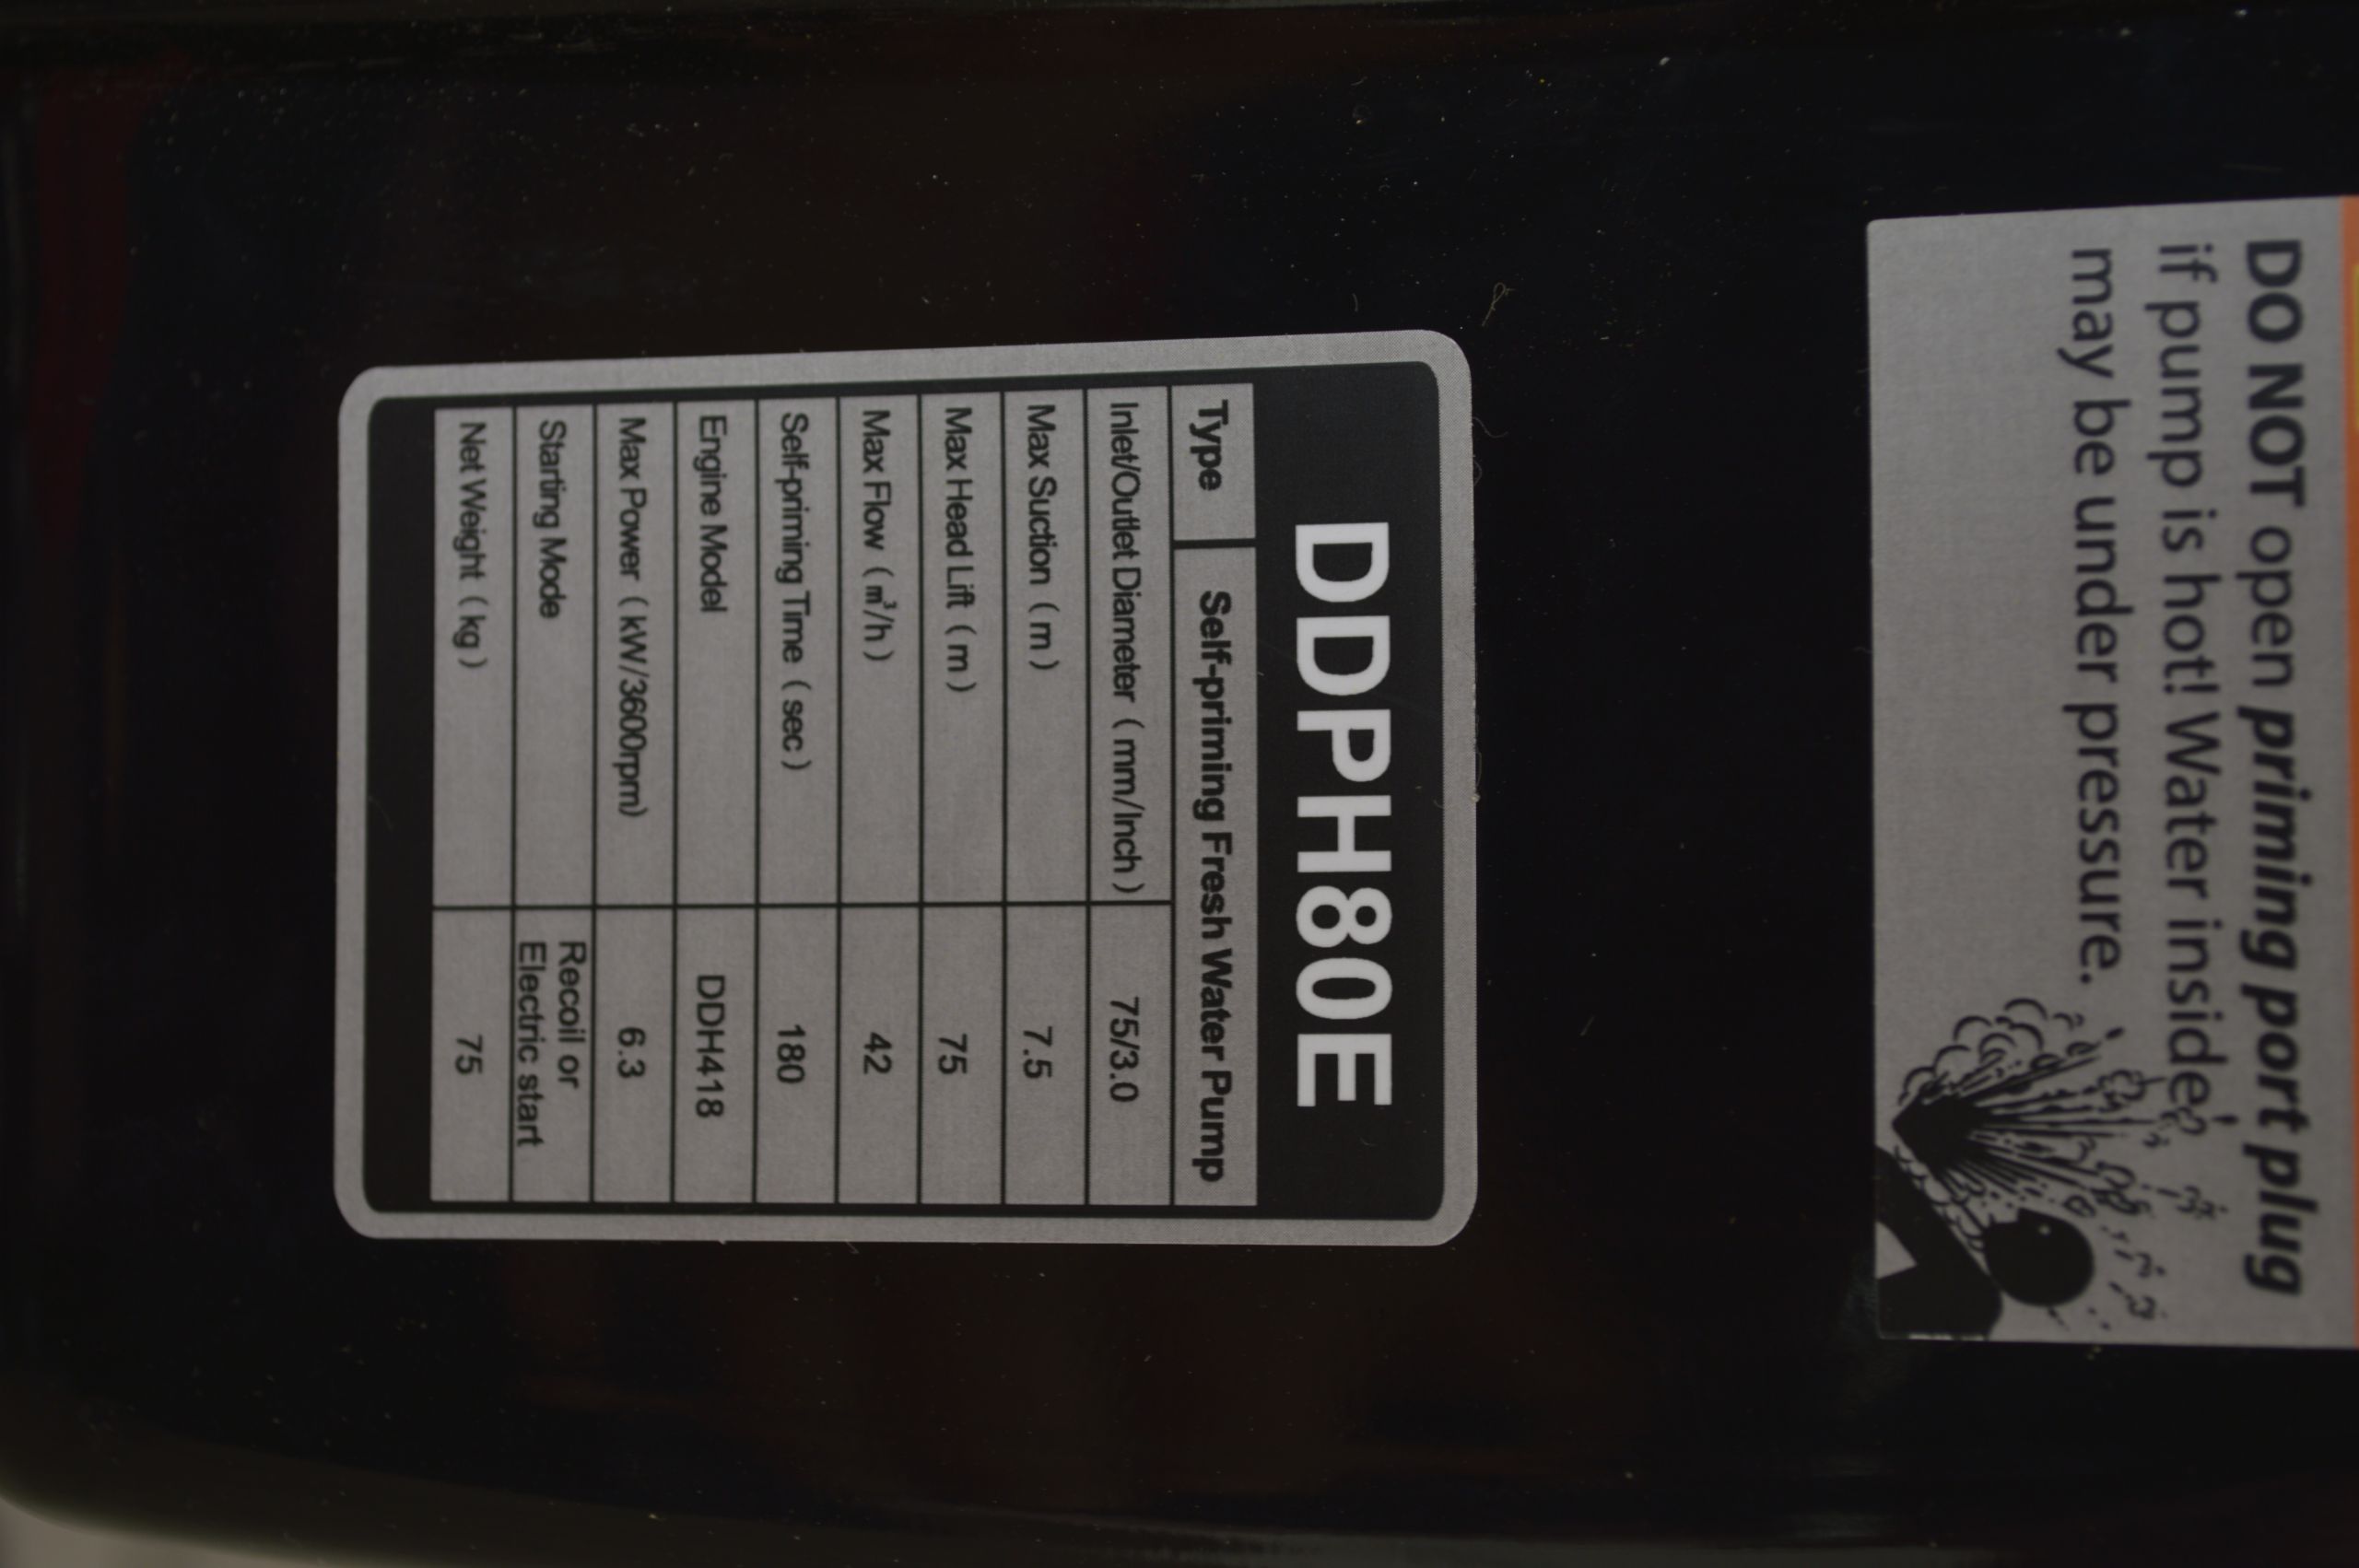 DO NOT open priming port plug
if pump is hot! Water inside
may be under pressure.
DDPH80E
Type Self-priming Fresh Water Pump
Inlet/Outlet Diameter（mm/Inch） 75/3.0
Max Suction（m） 7.5
Max Head Lift（m） 75
Max Flow（m³/h） 42
Self-priming Time（sec） 180
Engine Model DDH418
Max Power（kW/3600rpm） 6.3
Starting Mode Recoil or
Electric start
Net Weight（kg） 75